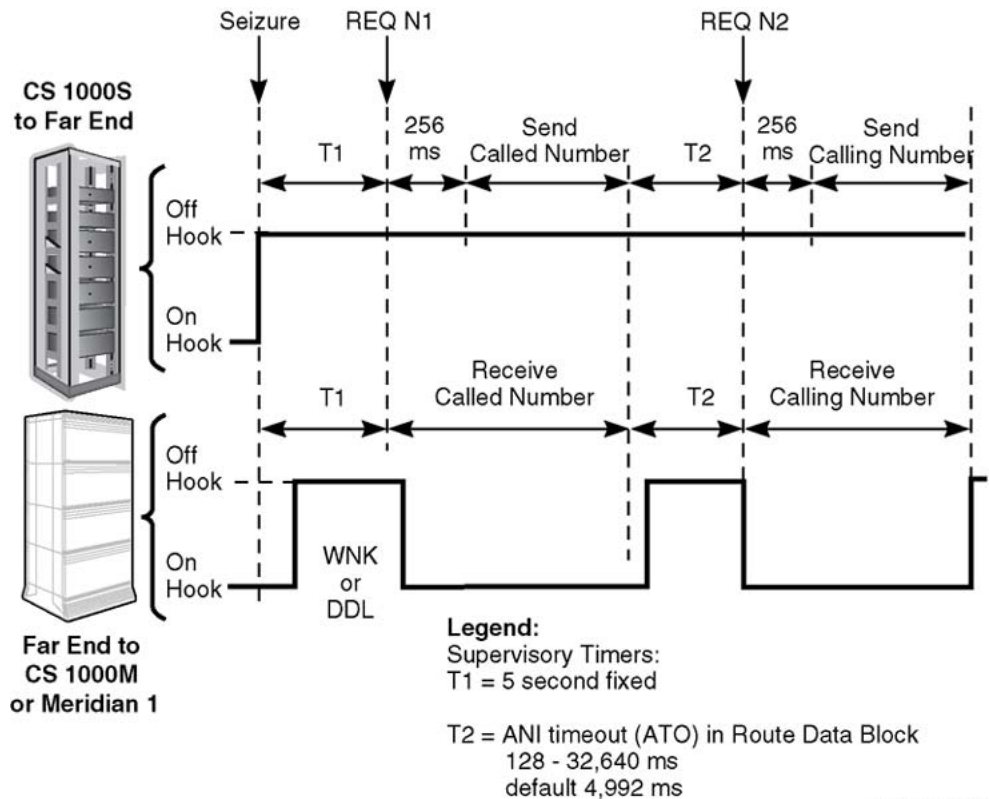 Seizure REQ N1 REQ N2
CS 1000S
to Far End
T1
256
ms
Send
Called Number
T2
256
ms
Send
Calling Number
Off
Hook
On
Hook
T1
Receive
Called Number
T2
Receive
Calling Number
Off
Hook
On
Hook
WNK
or
DDL
Far End to
CS 1000M
or Meridian 1
Legend:
Supervisory Timers:
T1 = 5 second fixed
T2 = ANI timeout (ATO) in Route Data Block
128 - 32,640 ms
default 4,992 ms